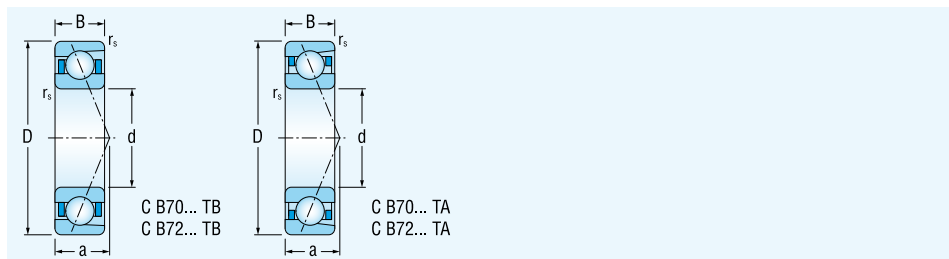 B
rs
rs
D
d
a
C B70... TB
C B72... TB
B
rs
rs
D
d
a
C B70... TA
C B72... TA